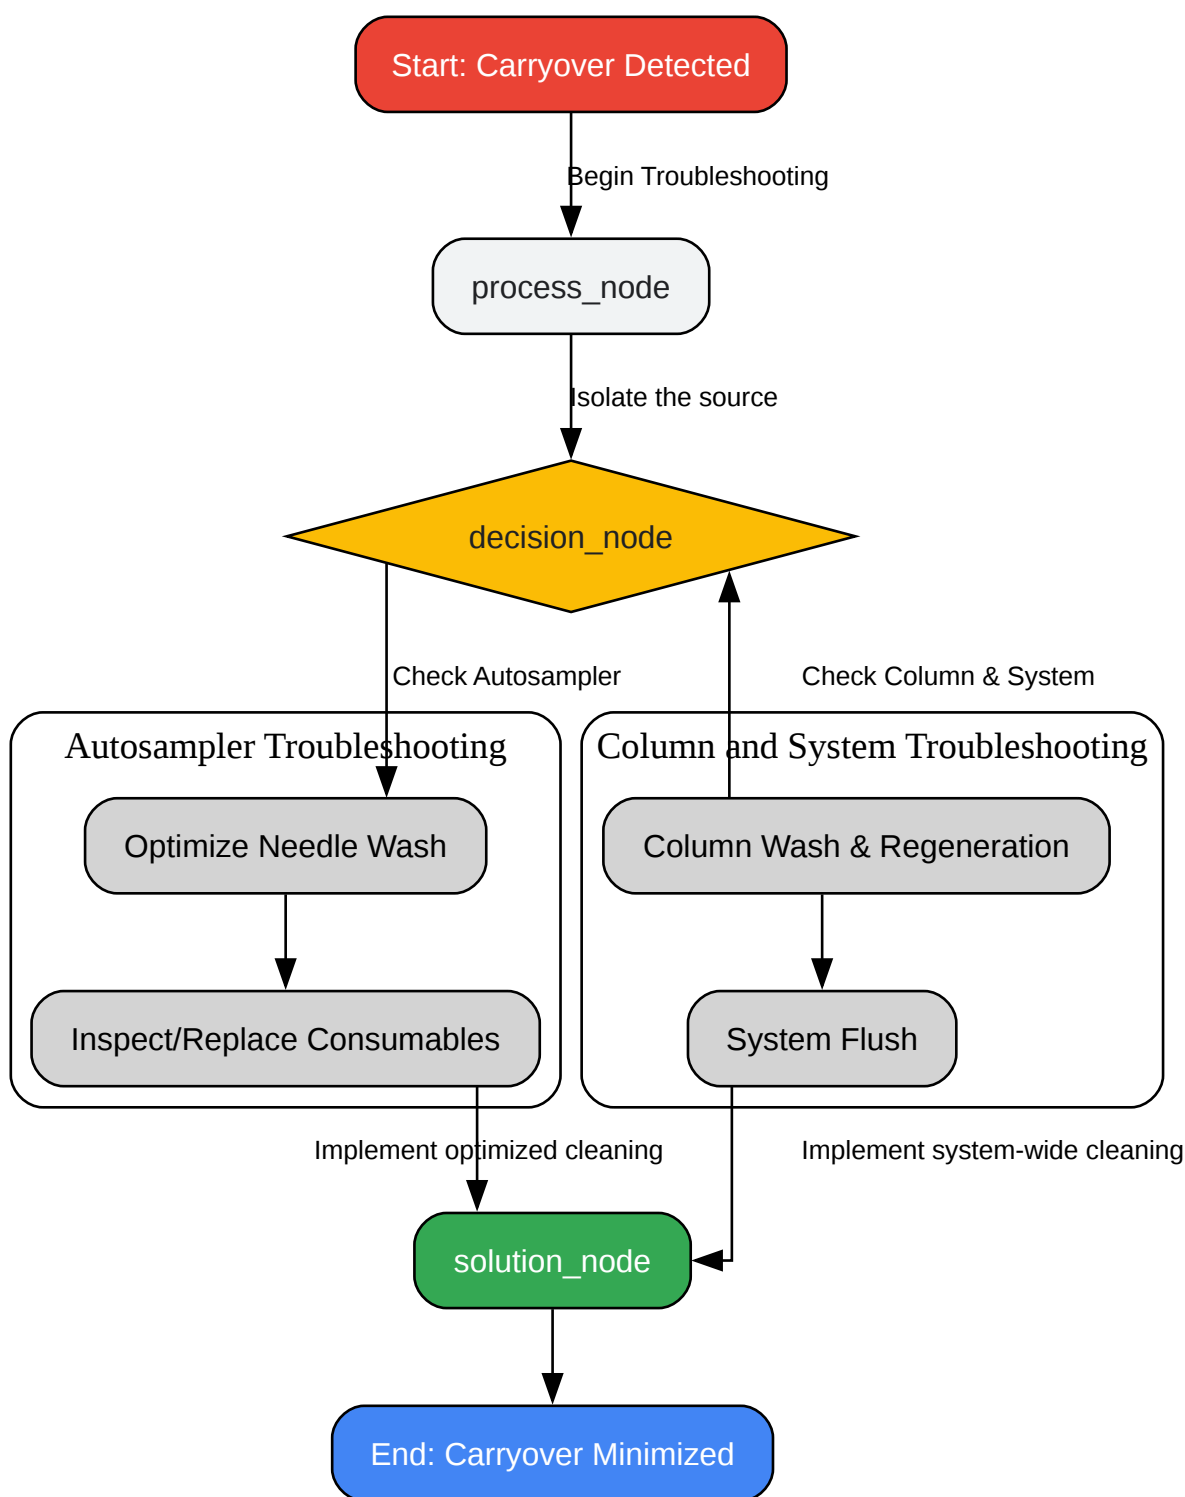 Start: Carryover Detected
Begin Troubleshooting
process_node
Isolate the source
decision_node
Check Autosampler
Check Column & System
Autosampler Troubleshooting
Column and System Troubleshooting
Optimize Needle Wash
Column Wash & Regeneration
Inspect/Replace Consumables
System Flush
Implement optimized cleaning
Implement system-wide cleaning
solution_node
End: Carryover Minimized